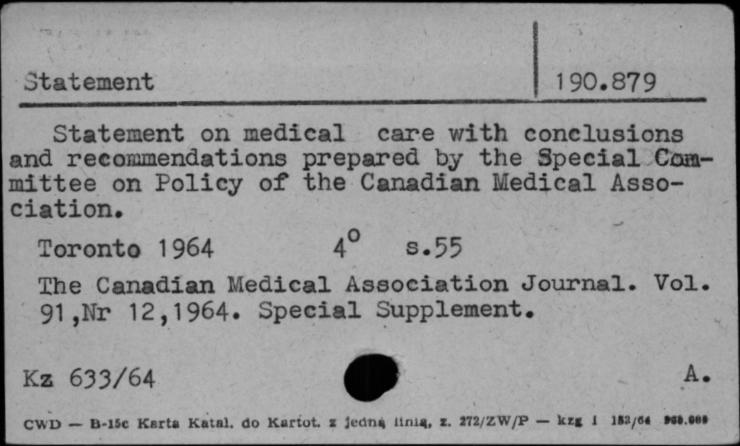 Statement 190.879
Statement on medical care with conclusions
and recommendations prepared by the Special Com-
mittee on Policy of the Canadian Medical Asso-
ciation.
Toronto 1964 4° s.55
The Canadian Medical Association Journal. Vol.
91,Nr 12,1964. Special Supplement.
Kz 633/64 A.
CWD — B-15c Karta Katal. do Kartot. z jedną linią, z. 272/ZW/P — kzg 1